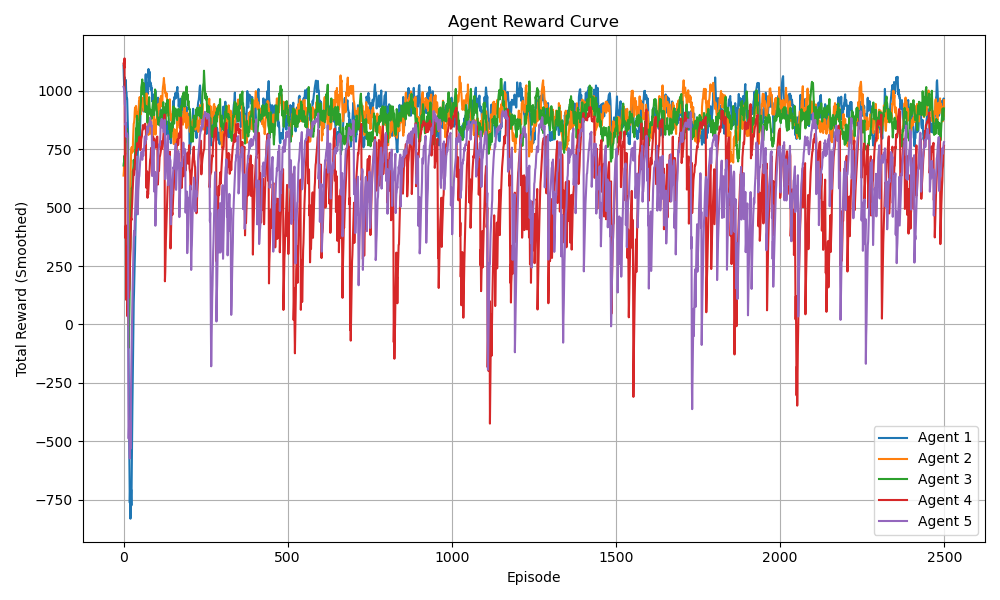 Agent Reward Curve
Total Reward (Smoothed)
1000
750
500
250
0
−250
−500
−750
0
500
1000
1500
2000
2500
Episode
Agent 1
Agent 2
Agent 3
Agent 4
Agent 5